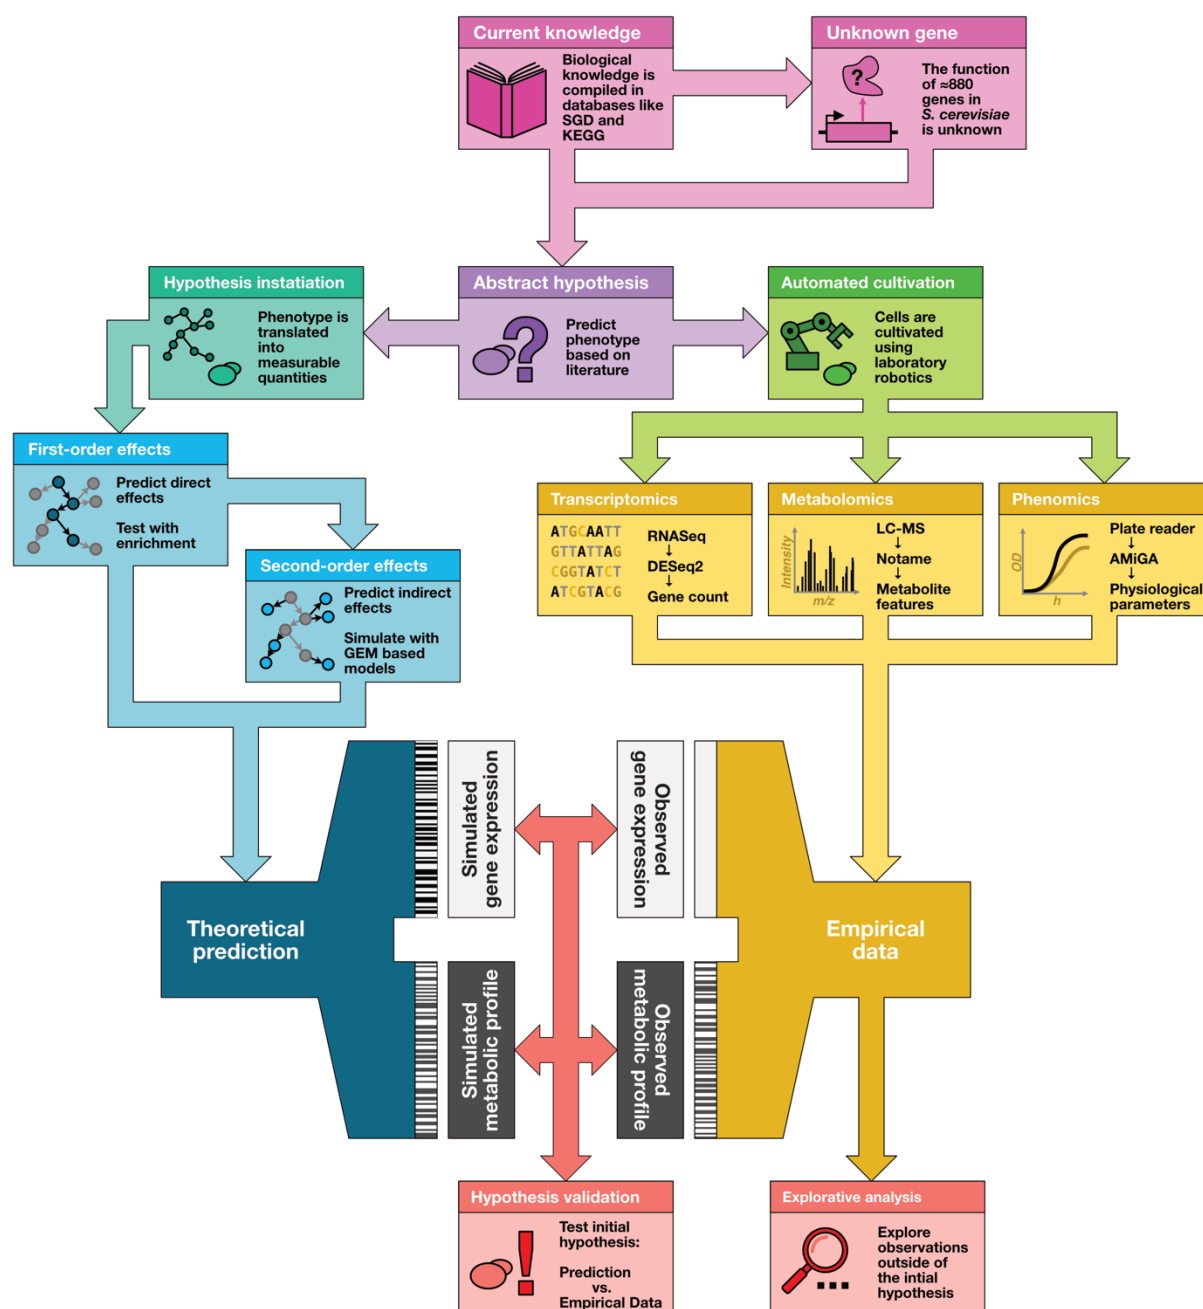 Current knowledge
Biological
knowledge is
compiled in
databases like
SGD and
KEGG
Unknown gene
?
The function
of ≈880
genes in
S. cerevisiae
is unknown
Hypothesis instatiation
Phenotype is
translated
into
measurable
quantities
Abstract hypothesis
?
Predict
phenotype
based on
literature
Automated cultivation
Cells are
cultivated
using
laboratory
robotics
First-order effects
Predict direct
effects
Test with
enrichment
Second-order effects
Predict indirect
effects
Simulate with
GEM based
models
Transcriptomics
ATGCAATT
GTTATTAG
CGGTATCT
ATCGTACG
RNASeq
↓
DESeq2
↓
Gene count
Metabolomics
Intensity
m/z
LC-MS
↓
Notame
↓
Metabolite
features
Phenomics
OD
h
Plate reader
↓
AMiGA
↓
Physiological
parameters
Theoretical
prediction
Simulated
gene expression
Observed
gene expression
Simulated
metabolic profile
Observed
metabolic profile
Empirical
data
Hypothesis validation
!
Test initial
hypothesis:
Prediction
vs.
Empirical Data
Explorative analysis
Explore
observations
outside of
the intial
hypothesis